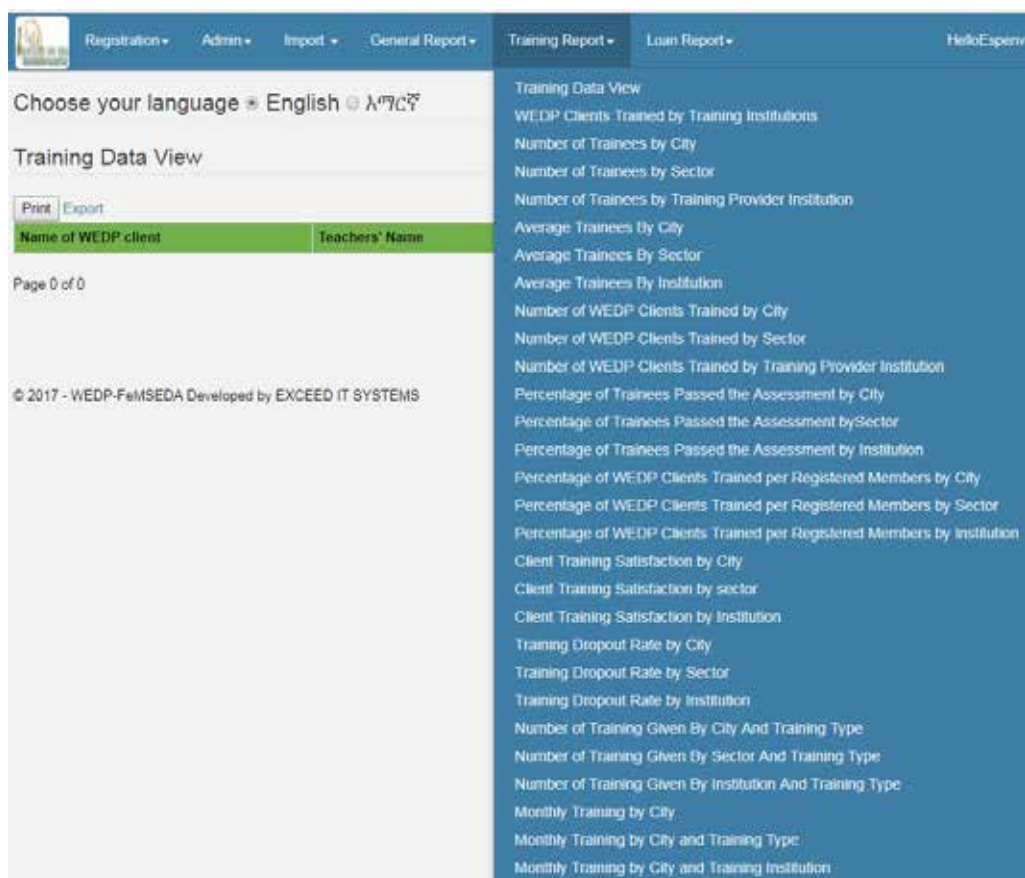 Registration Admin Import General Report Training Report Loan Report HelloEspenv
Choose your language English አማርኛ
Training Data View
Print Export
Name of WEDP client Teachers' Name
Page 0 of 0
© 2017 - WEDP-FeMSEDA Developed by EXCEED IT SYSTEMS
Training Data View
WEDP Clients Trained by Training Institutions
Number of Trainees by City
Number of Trainees by Sector
Number of Trainees by Training Provider Institution
Average Trainees By City
Average Trainees By Sector
Average Trainees By Institution
Number of WEDP Clients Trained by City
Number of WEDP Clients Trained by Sector
Number of WEDP Clients Trained by Training Provider Institution
Percentage of Trainees Passed the Assessment by City
Percentage of Trainees Passed the Assessment bySector
Percentage of Trainees Passed the Assessment by Institution
Percentage of WEDP Clients Trained per Registered Members by City
Percentage of WEDP Clients Trained per Registered Members by Sector
Percentage of WEDP Clients Trained per Registered Members by Institution
Client Training Satisfaction by City
Client Training Satisfaction by sector
Client Training Satisfaction by Institution
Training Dropout Rate by City
Training Dropout Rate by Sector
Training Dropout Rate by Institution
Number of Training Given By City And Training Type
Number of Training Given By Sector And Training Type
Number of Training Given By Institution And Training Type
Monthly Training by City
Monthly Training by City and Training Type
Monthly Training by City and Training Institution